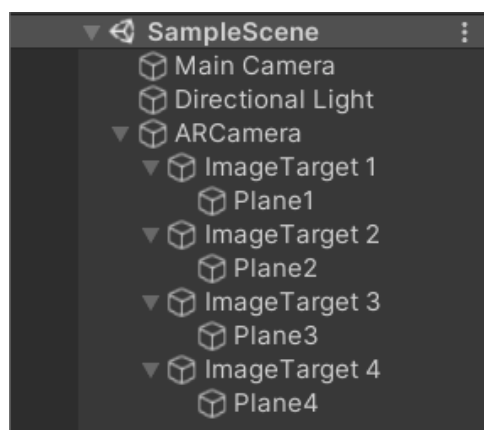 SampleScene
Main Camera
Directional Light
ARCamera
ImageTarget 1
Plane1
ImageTarget 2
Plane2
ImageTarget 3
Plane3
ImageTarget 4
Plane4